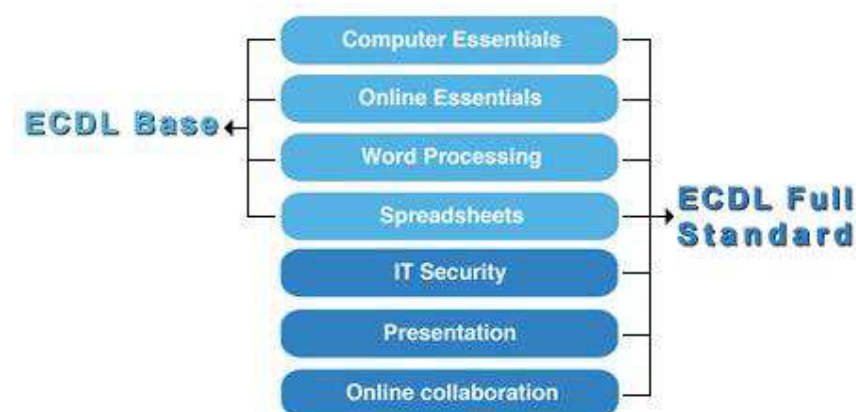 Computer Essentials
Online Essentials
ECDL Base
Word Processing
Spreadsheets
ECDL Full
Standard
IT Security
Presentation
Online collaboration